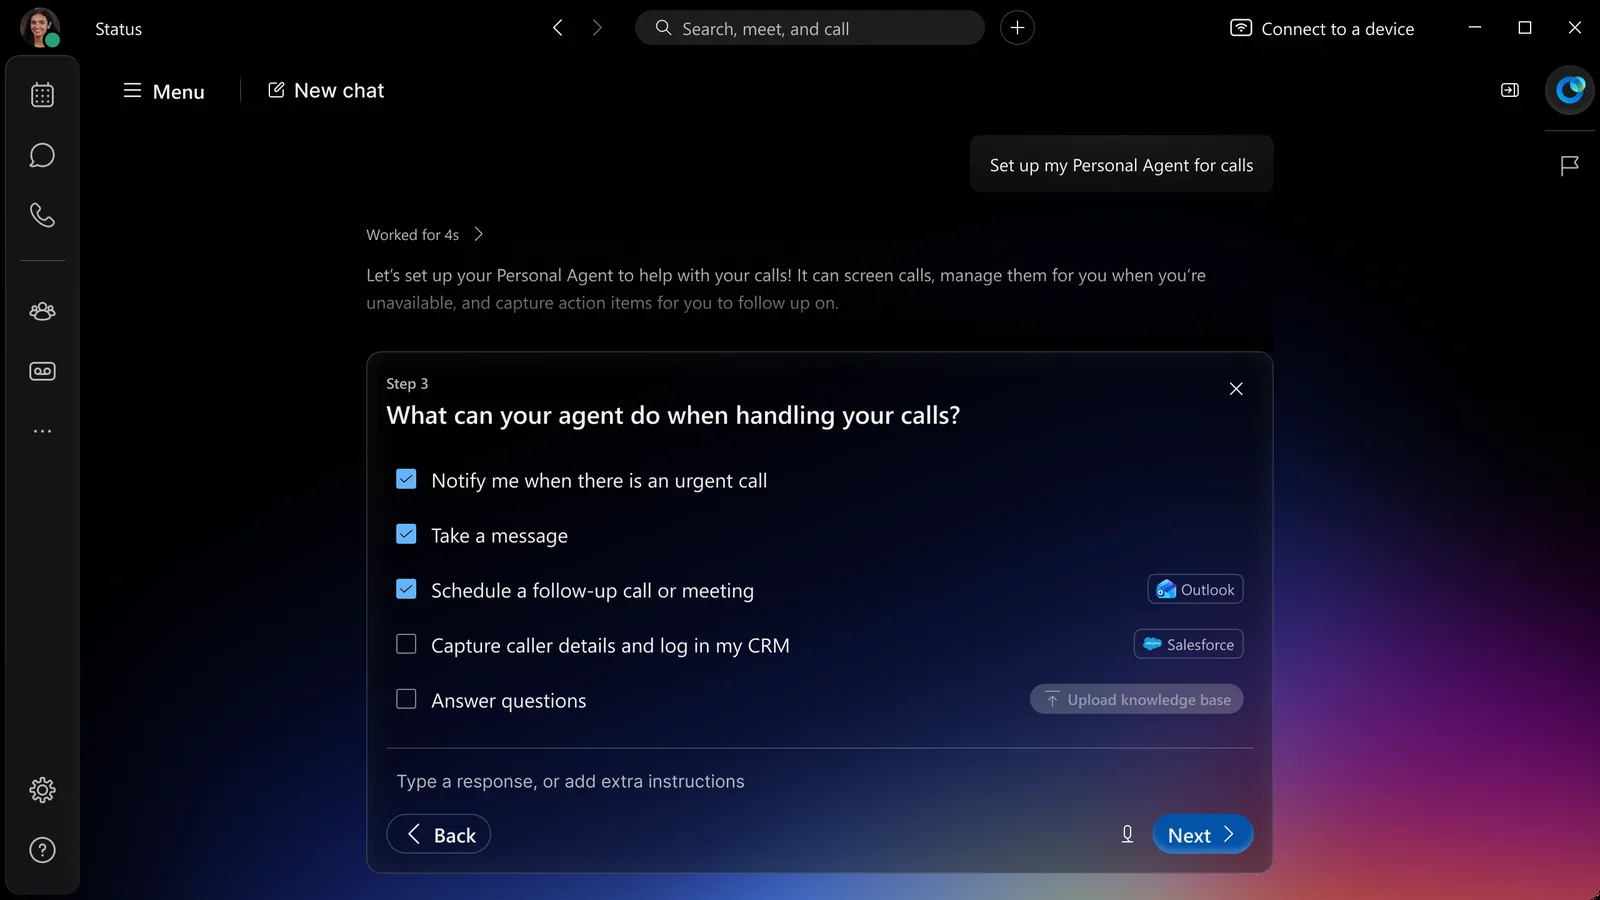 Status
Search, meet, and call
Connect to a device
Menu
New chat
Set up my Personal Agent for calls
Worked for 4s
Let’s set up your Personal Agent to help with your calls! It can screen calls, manage them for you when you’re
unavailable, and capture action items for you to follow up on.
Step 3
What can your agent do when handling your calls?
Notify me when there is an urgent call
Take a message
Schedule a follow-up call or meeting
Outlook
Capture caller details and log in my CRM
Salesforce
Answer questions
Upload knowledge base
Type a response, or add extra instructions
Back
Next